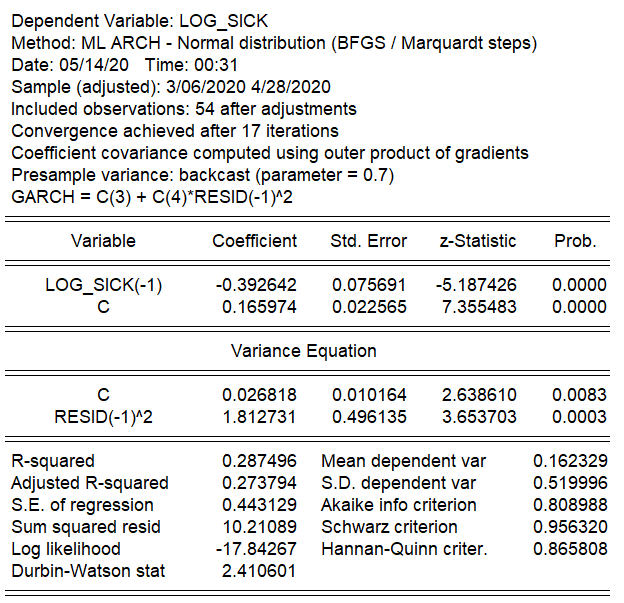 Dependent Variable: LOG_SICK
Method: ML ARCH - Normal distribution (BFGS / Marquardt steps)
Date: 05/14/20 Time: 00:31
Sample (adjusted): 3/06/2020 4/28/2020
Included observations: 54 after adjustments
Convergence achieved after 17 iterations
Coefficient covariance computed using outer product of gradients
Presample variance: backcast (parameter = 0.7)
GARCH = C(3) + C(4)*RESID(-1)^2
Variable Coefficient Std. Error z-Statistic Prob.
LOG_SICK(-1) -0.392642 0.075691 -5.187426 0.0000
C 0.165974 0.022565 7.355483 0.0000
Variance Equation
C 0.026818 0.010164 2.638610 0.0083
RESID(-1)^2 1.812731 0.496135 3.653703 0.0003
R-squared 0.287496 Mean dependent var 0.162329
Adjusted R-squared 0.273794 S.D. dependent var 0.519996
S.E. of regression 0.443129 Akaike info criterion 0.808988
Sum squared resid 10.21089 Schwarz criterion 0.956320
Log likelihood -17.84267 Hannan-Quinn criter. 0.865808
Durbin-Watson stat 2.410601